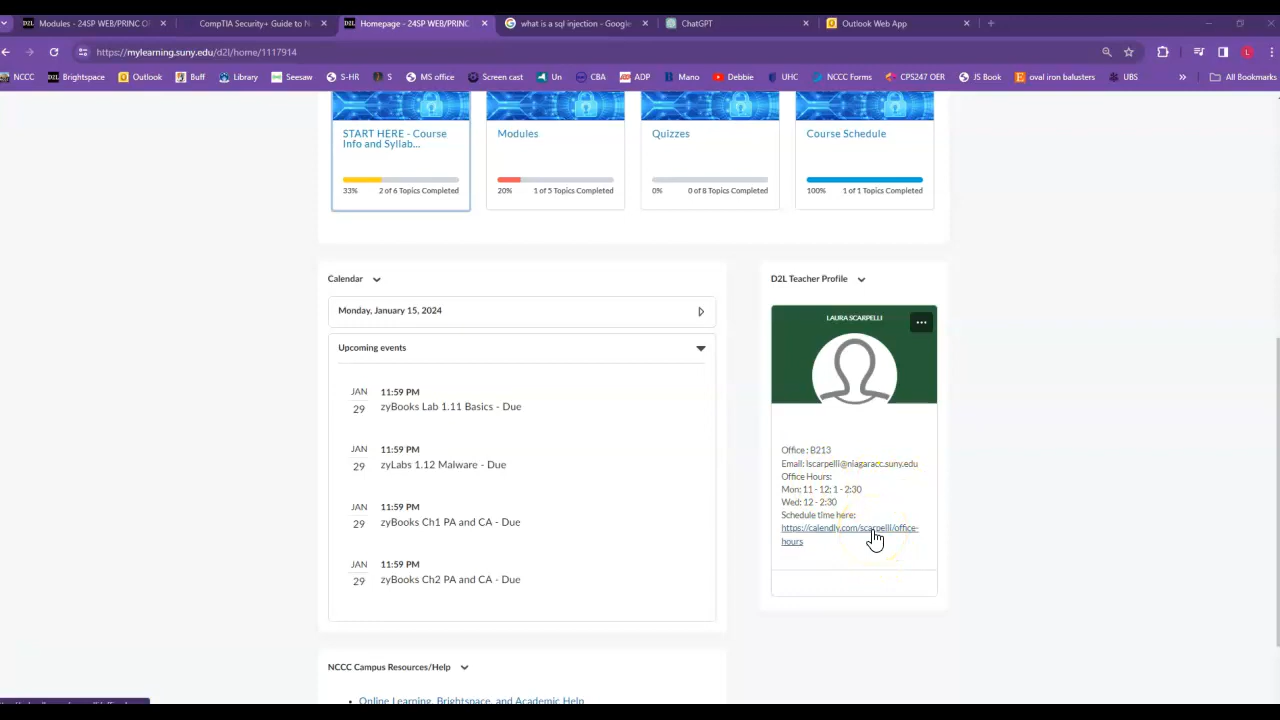 Modules - 24SP WEB/PRINC OF
CompTIA Security+ Guide to N
Homepage - 24SP WEB/PRINC
what is a sql injection - Google
ChatGPT
Outlook Web App
https://mylearning.suny.edu/d2l/home/1117914
NCCC
Brightspace
Outlook
Buff
Library
Seesaw
S-HR
S
MS office
Screen cast
Un
CBA
ADP
Mano
Debbie
UHC
NCCC Forms
CPS247 OER
JS Book
oval iron balusters
UBS
All Bookmarks
START HERE - Course
Info and Syllab...
33% 2 of 6 Topics Completed
Modules
20% 1 of 5 Topics Completed
Quizzes
0% 0 of 8 Topics Completed
Course Schedule
100% 1 of 1 Topics Completed
Calendar
Monday, January 15, 2024
Upcoming events
JAN 11:59 PM
29 zyBooks Lab 1.11 Basics - Due
JAN 11:59 PM
29 zyLabs 1.12 Malware - Due
JAN 11:59 PM
29 zyBooks Ch1 PA and CA - Due
JAN 11:59 PM
29 zyBooks Ch2 PA and CA - Due
D2L Teacher Profile
LAURA SCARPELLI
Office : B213
Email: lscarpelli@niagaracc.suny.edu
Office Hours:
Mon: 11 - 12; 1 - 2:30
Wed: 12 - 2:30
Schedule time here:
https://calendly.com/scarpelli/office-
hours
NCCC Campus Resources/Help
Online Learning, Brightspace, and Academic Help